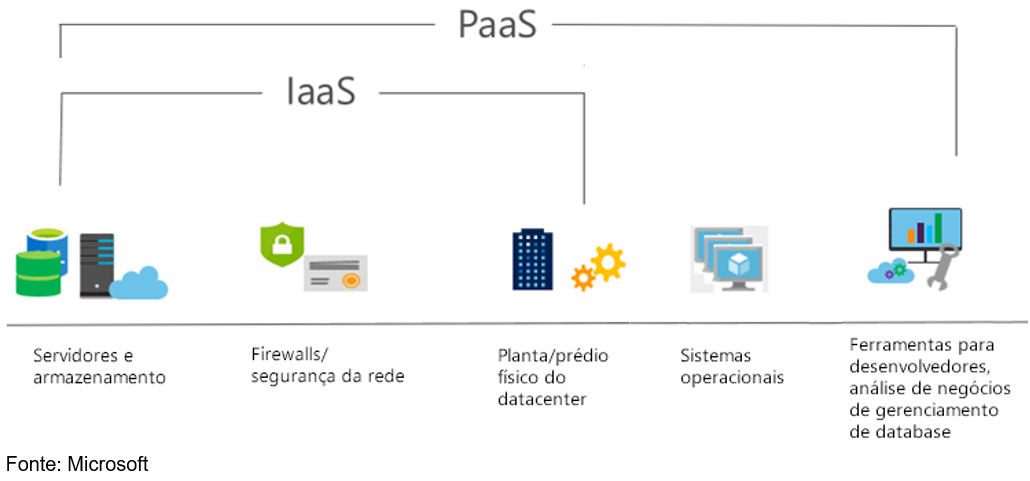 PaaS
IaaS
Servidores e
armazenamento
Firewalls/
segurança da rede
Planta/prédio
físico do
datacenter
Sistemas
operacionais
Ferramentas para
desenvolvedores,
análise de negócios
de gerenciamento
de database
Fonte: Microsoft